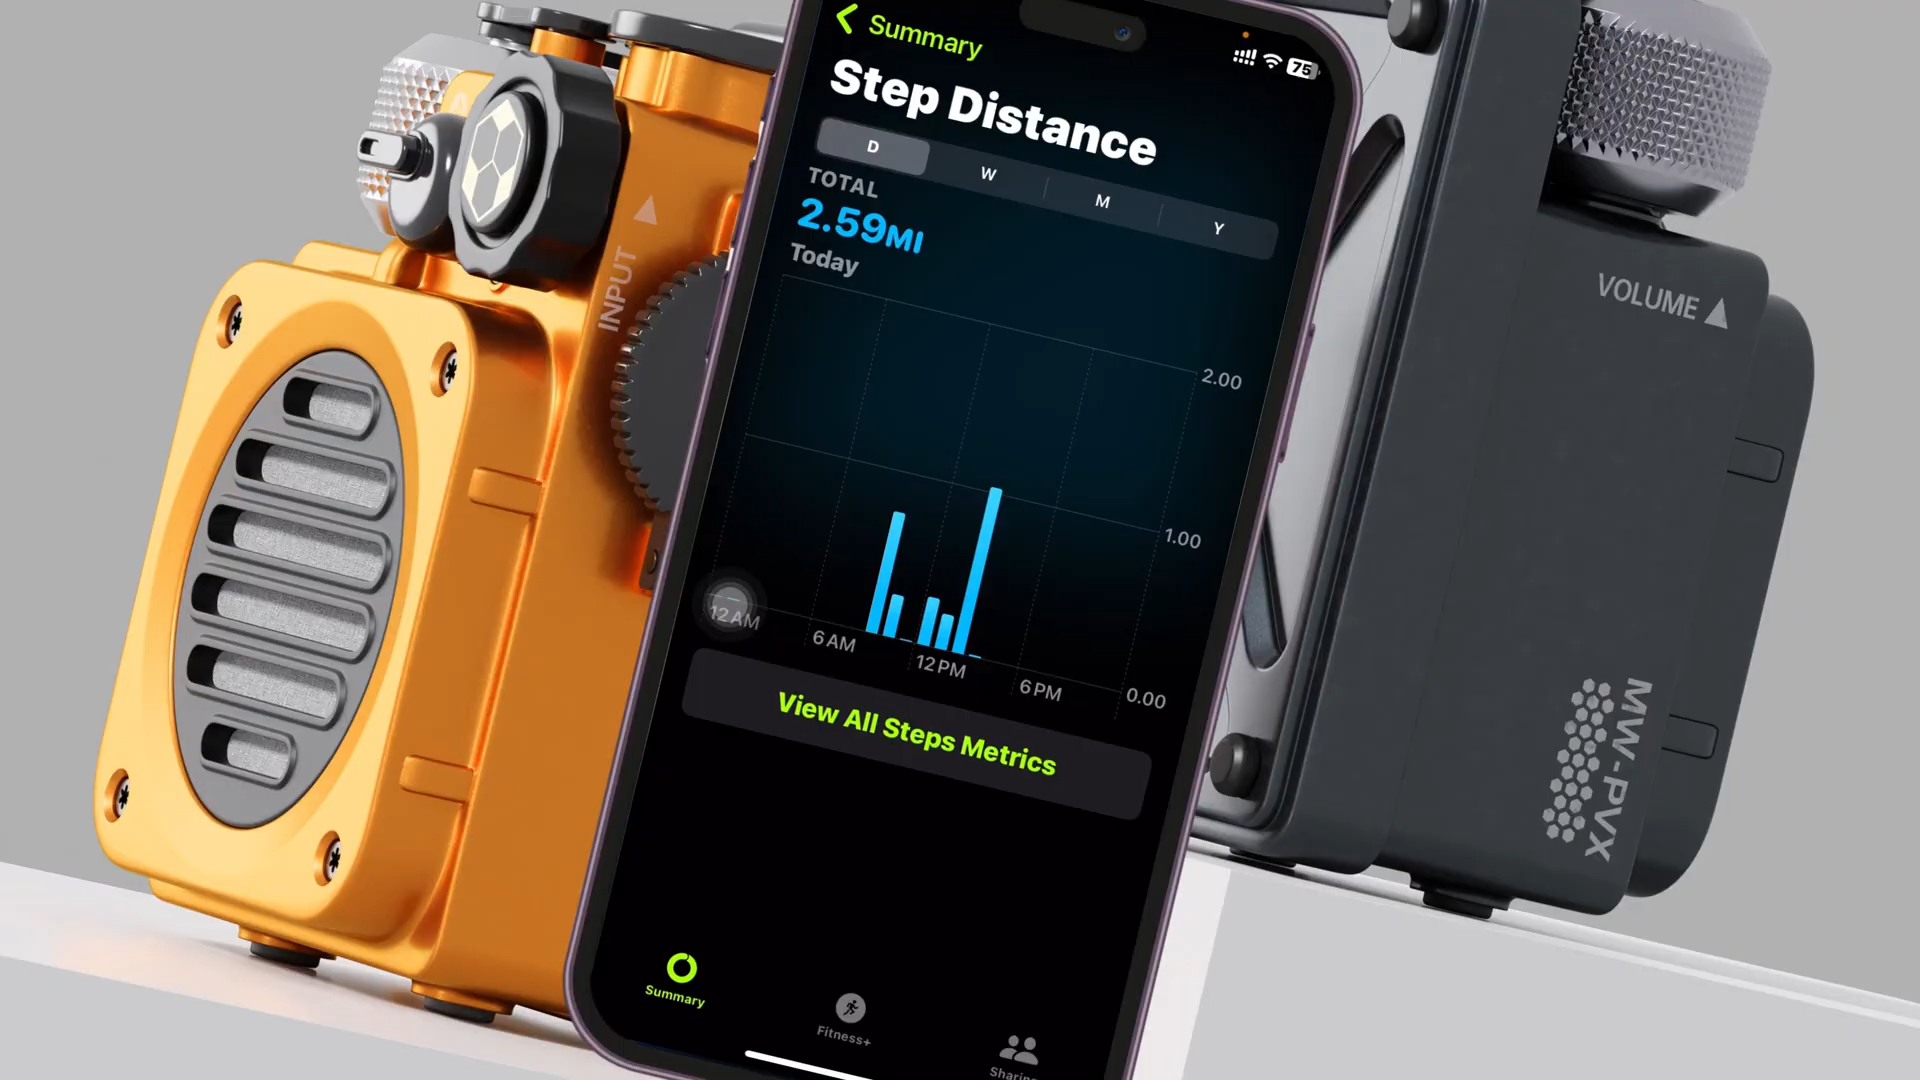 Summary
75
Step Distance
D
W
M
Y
TOTAL
2.59MI
Today
2.00
1.00
0.00
12 AM
6 AM
12 PM
6 PM
View All Steps Metrics
Summary
Fitness+
INPUT
VOLUME
MW-PVX